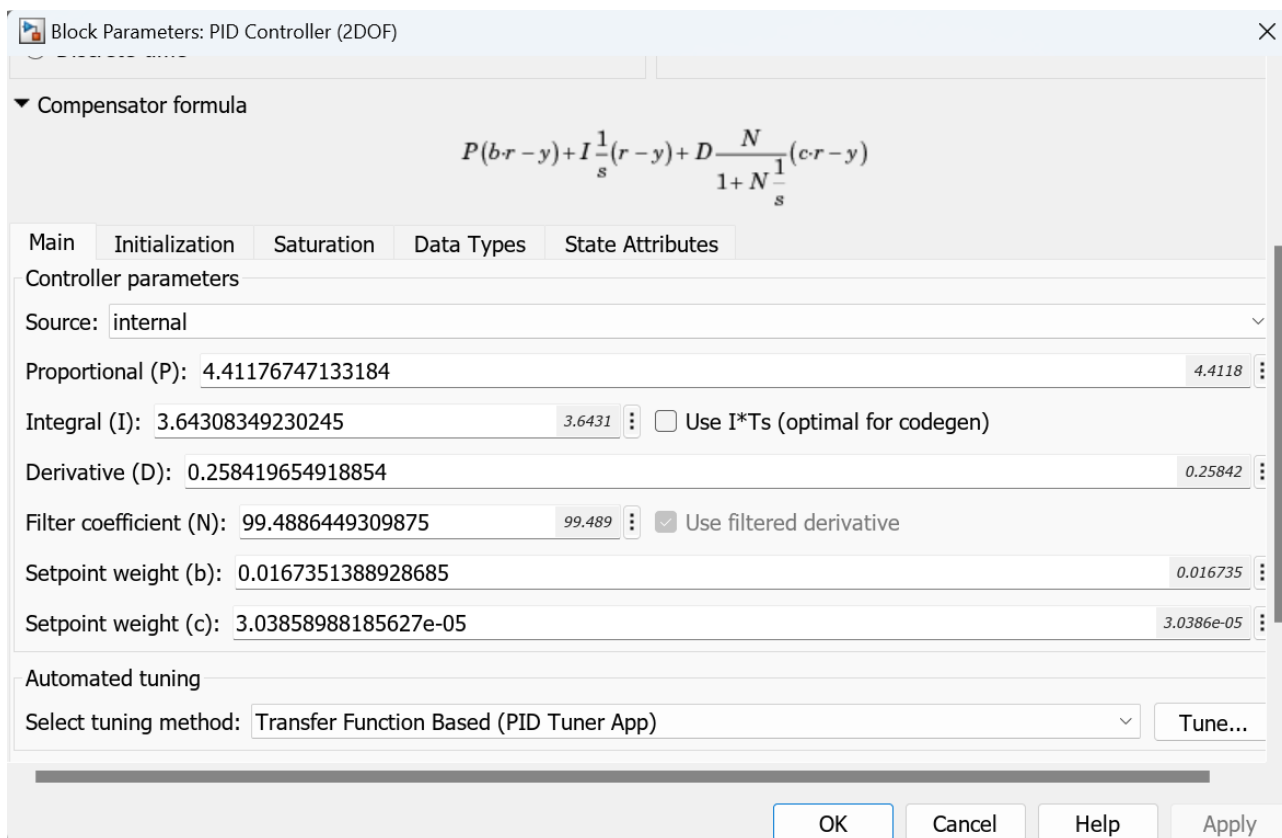 Block Parameters: PID Controller (2DOF)
Compensator formula
P(b·r − y) + I 1/s (r − y) + D N/(1 + N 1/s) (c·r − y)
Main Initialization Saturation Data Types State Attributes
Controller parameters
Source: internal
Proportional (P): 4.41176747133184 4.4118
Integral (I): 3.64308349230245 3.6431 Use I*Ts (optimal for codegen)
Derivative (D): 0.258419654918854 0.25842
Filter coefficient (N): 99.4886449309875 99.489 Use filtered derivative
Setpoint weight (b): 0.0167351388928685 0.016735
Setpoint weight (c): 3.03858988185627e-05 3.0386e-05
Automated tuning
Select tuning method: Transfer Function Based (PID Tuner App) Tune...
OK Cancel Help Apply